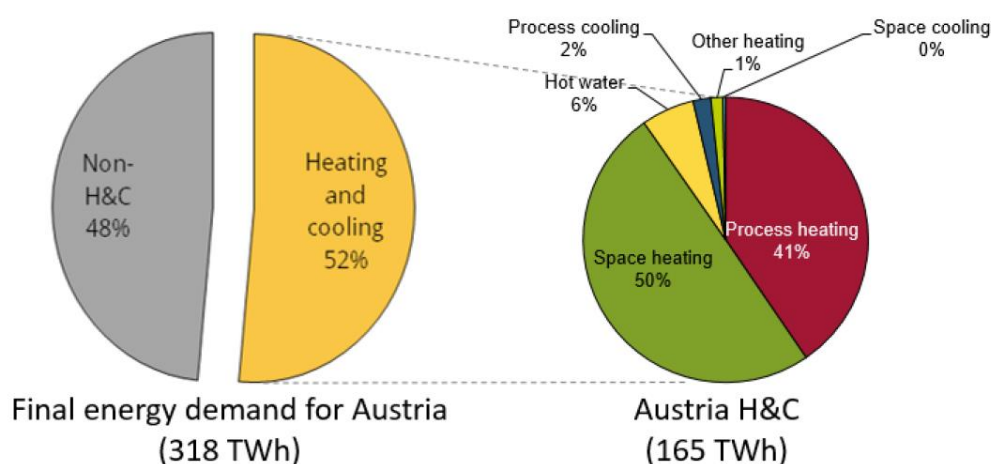 Non-
H&C
48%
Heating
and
cooling
52%
Final energy demand for Austria
(318 TWh)
Process cooling
2%
Other heating
1%
Space cooling
0%
Hot water
6%
Process heating
41%
Space heating
50%
Austria H&C
(165 TWh)